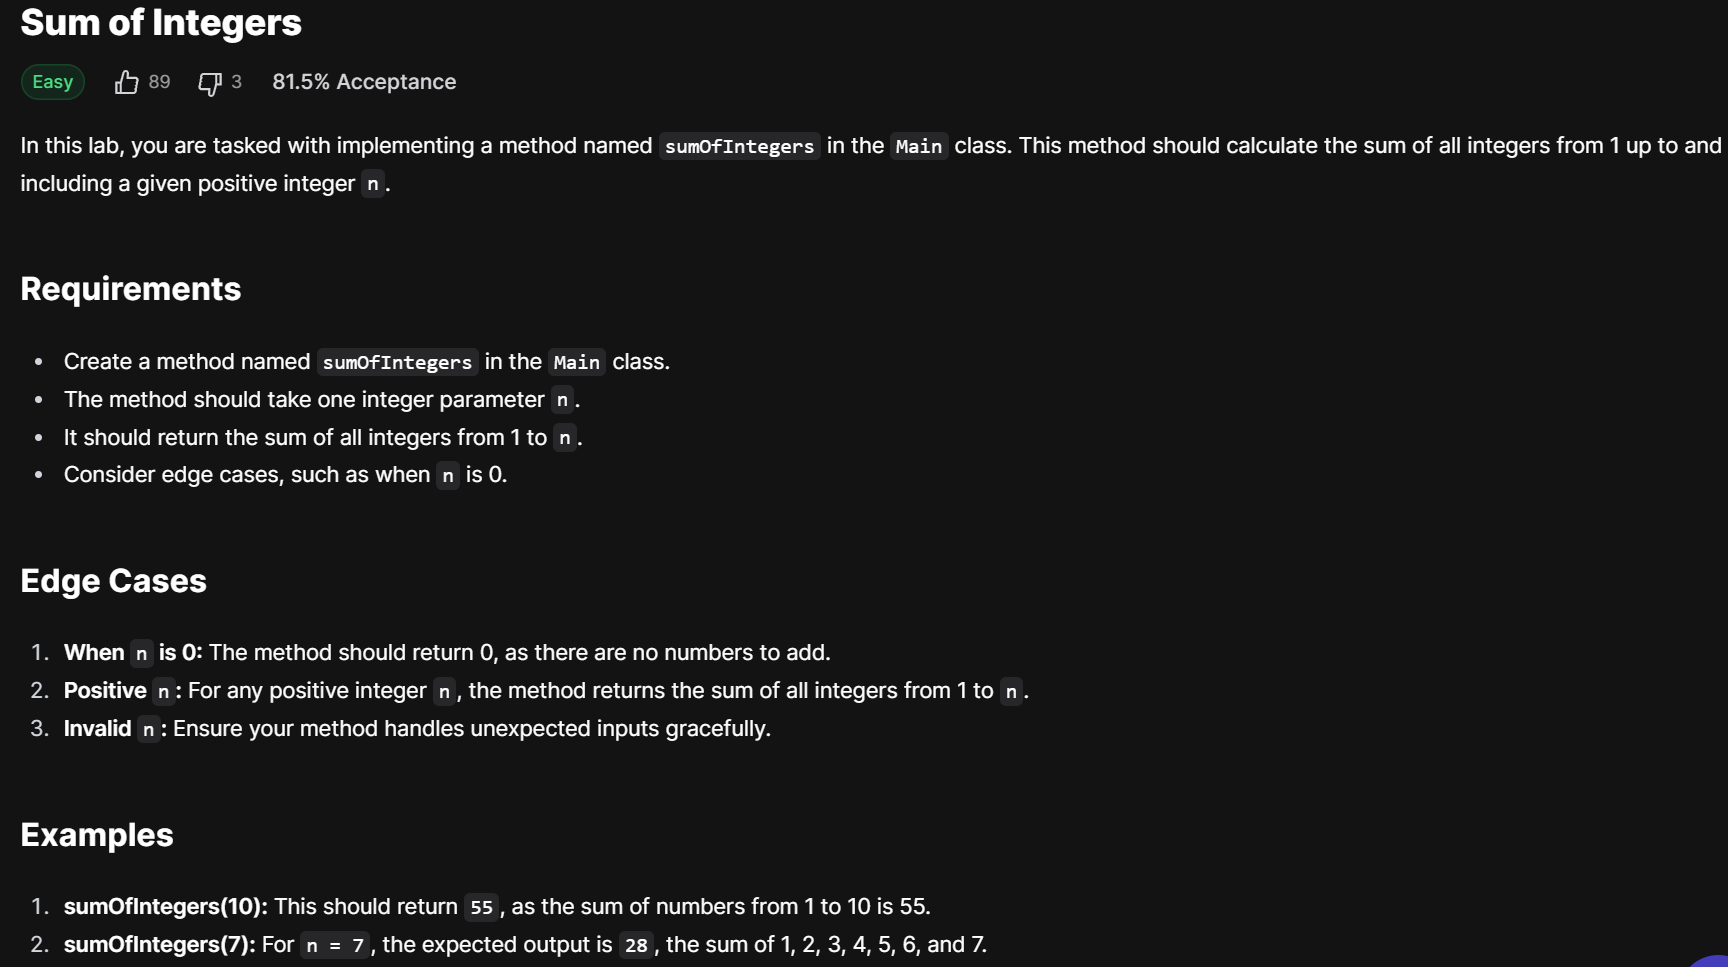 Sum of Integers
Easy 89 3 81.5% Acceptance
In this lab, you are tasked with implementing a method named sumOfIntegers in the Main class. This method should calculate the sum of all integers from 1 up to and
including a given positive integer n.
Requirements
• Create a method named sumOfIntegers in the Main class.
• The method should take one integer parameter n.
• It should return the sum of all integers from 1 to n.
• Consider edge cases, such as when n is 0.
Edge Cases
1. When n is 0: The method should return 0, as there are no numbers to add.
2. Positive n: For any positive integer n, the method returns the sum of all integers from 1 to n.
3. Invalid n: Ensure your method handles unexpected inputs gracefully.
Examples
1. sumOfIntegers(10): This should return 55, as the sum of numbers from 1 to 10 is 55.
2. sumOfIntegers(7): For n = 7, the expected output is 28, the sum of 1, 2, 3, 4, 5, 6, and 7.